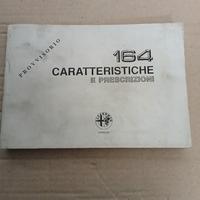 PROVVISORIO
164
CARATTERISTICHE
E PRESCRIZIONI